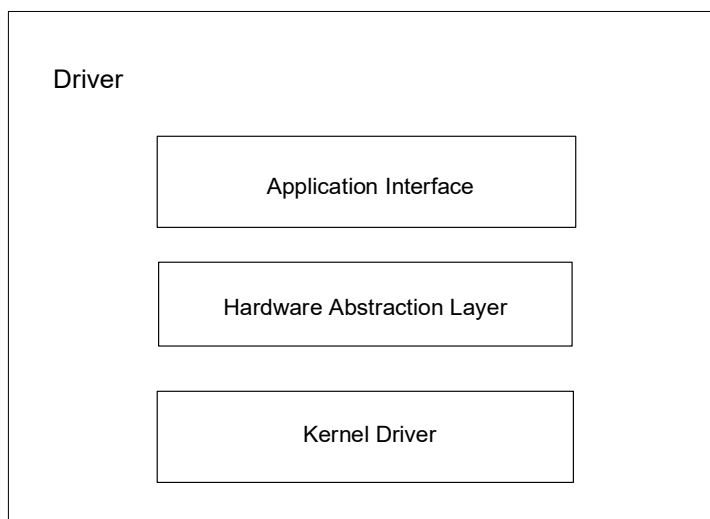 Driver
Application Interface
Hardware Abstraction Layer
Kernel Driver